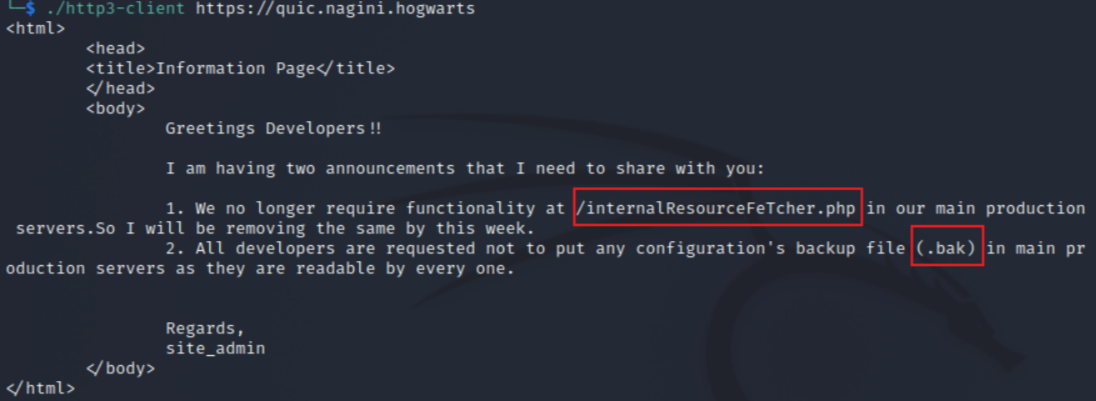 └─$ ./http3-client https://quic.nagini.hogwarts
<html>
<head>
<title>Information Page</title>
</head>
<body>
Greetings Developers!!
I am having two announcements that I need to share with you:
1. We no longer require functionality at /internalResourceFeTcher.php in our main production
servers.So I will be removing the same by this week.
2. All developers are requested not to put any configuration's backup file (.bak) in main pr
oduction servers as they are readable by every one.
Regards,
site_admin
</body>
</html>